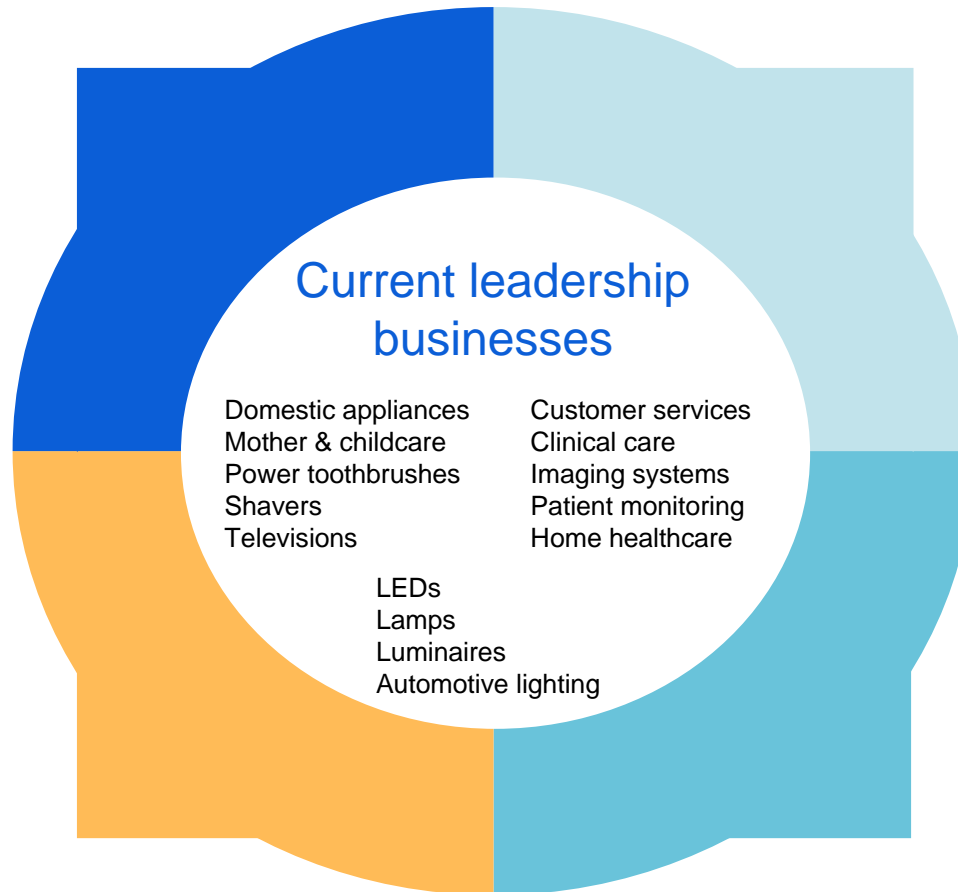 Current leadership
businesses
Domestic appliances
Mother & childcare
Power toothbrushes
Shavers
Televisions
Customer services
Clinical care
Imaging systems
Patient monitoring
Home healthcare
LEDs
Lamps
Luminaires
Automotive lighting